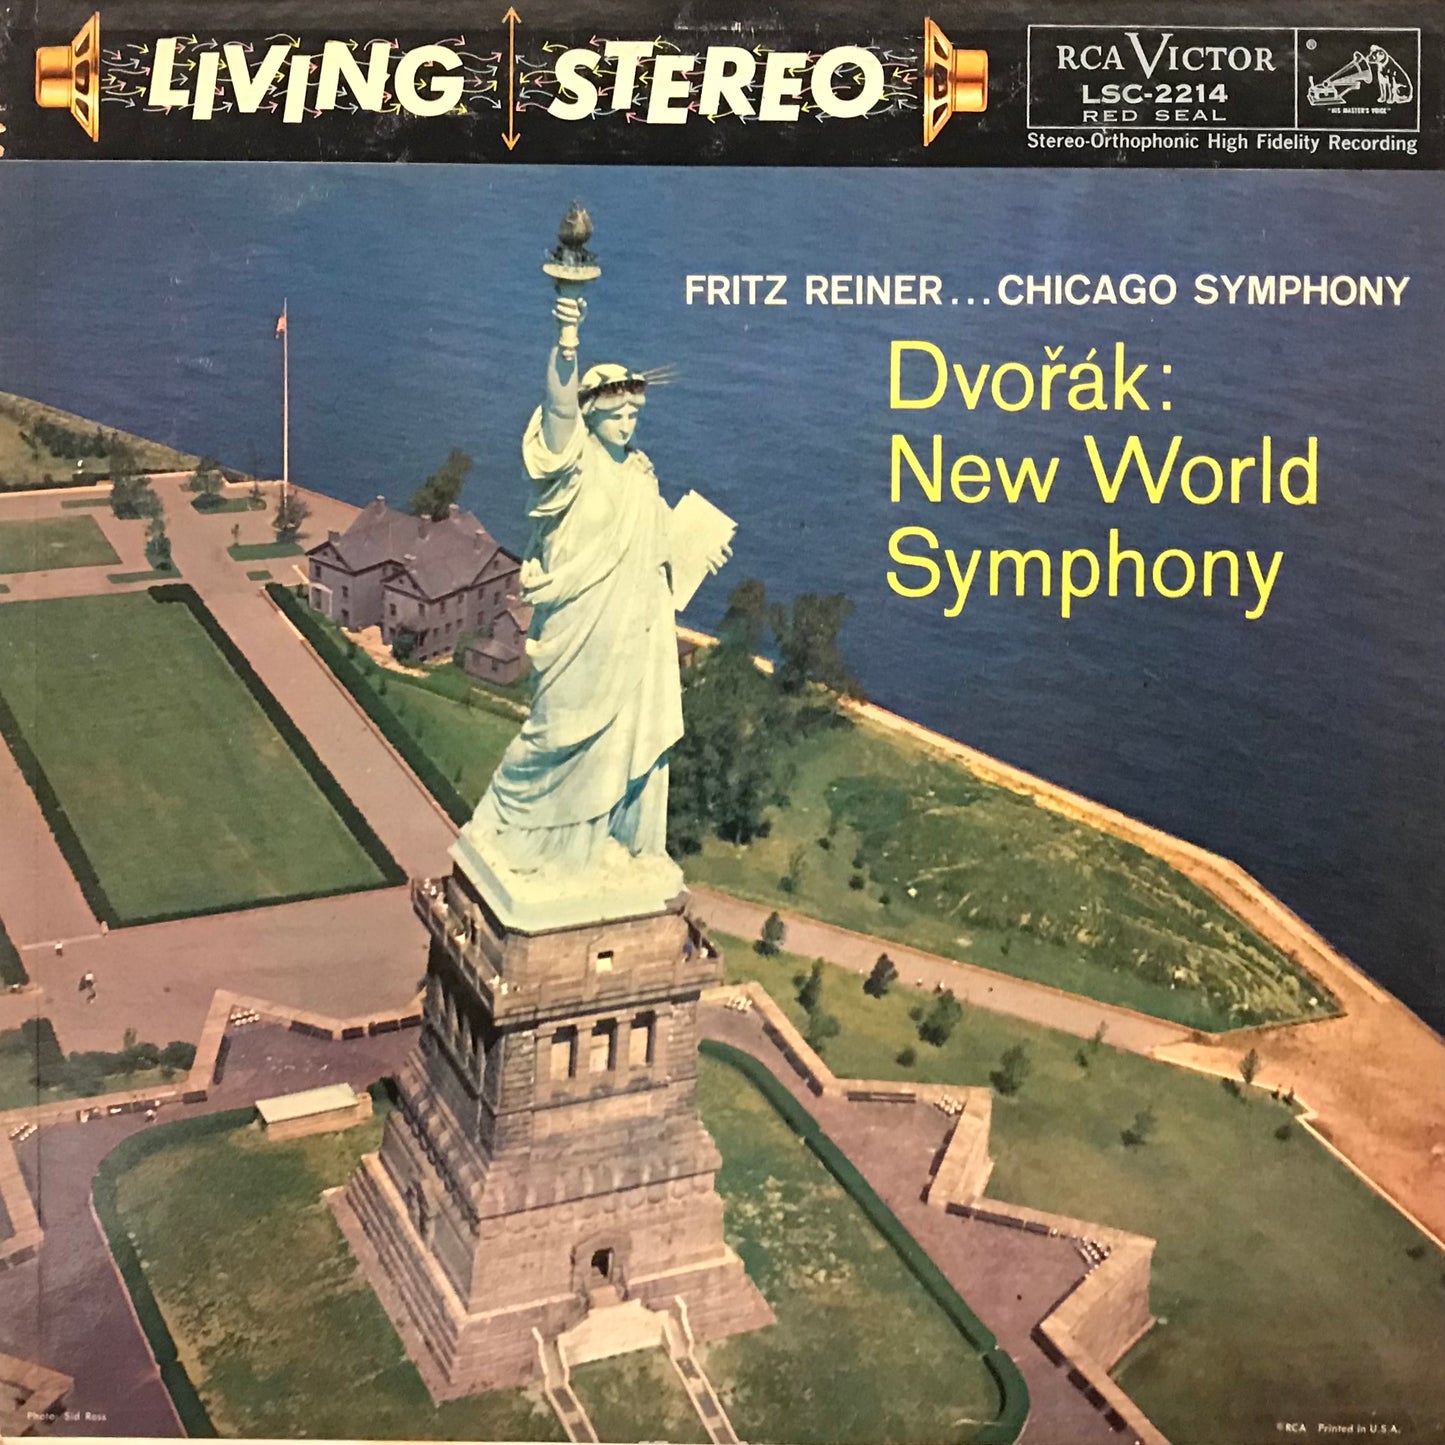 LIVING STEREO
RCA VICTOR
LSC-2214
RED SEAL
®
"HIS MASTER'S VOICE"
Stereo-Orthophonic High Fidelity Recording
FRITZ REINER...CHICAGO SYMPHONY
Dvořák:
New World
Symphony
Photo: Sid Ross
©RCA Printed in U.S.A.